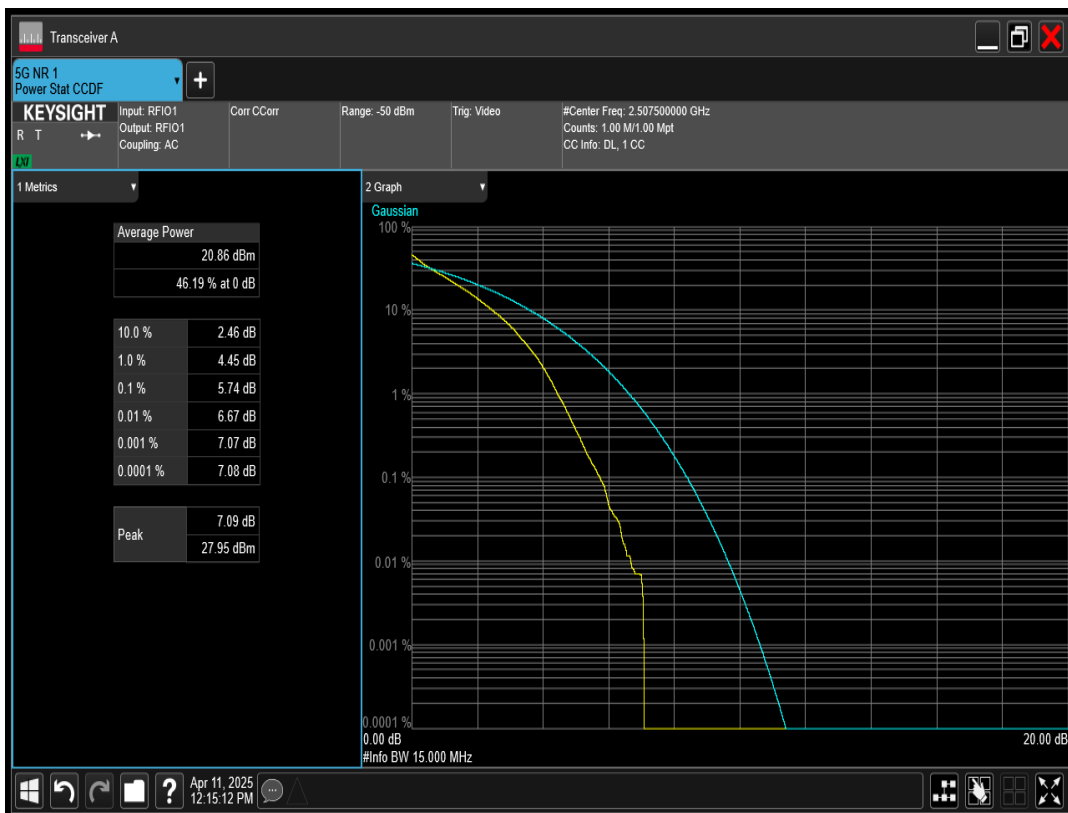 Transceiver A
5G NR 1
Power Stat CCDF
+
KEYSIGHT
R T
LXI
Input: RFIO1
Output: RFIO1
Coupling: AC
Corr CCorr
Range: -50 dBm
Trig: Video
#Center Freq: 2.507500000 GHz
Counts: 1.00 M/1.00 Mpt
CC Info: DL, 1 CC
1 Metrics
Average Power
20.86 dBm
46.19 % at 0 dB
10.0 % 2.46 dB
1.0 % 4.45 dB
0.1 % 5.74 dB
0.01 % 6.67 dB
0.001 % 7.07 dB
0.0001 % 7.08 dB
Peak
7.09 dB
27.95 dBm
2 Graph
Gaussian
100 %
10 %
1 %
0.1 %
0.01 %
0.001 %
0.0001 %
0.00 dB 20.00 dB
#Info BW 15.000 MHz
?
Apr 11, 2025
12:15:12 PM